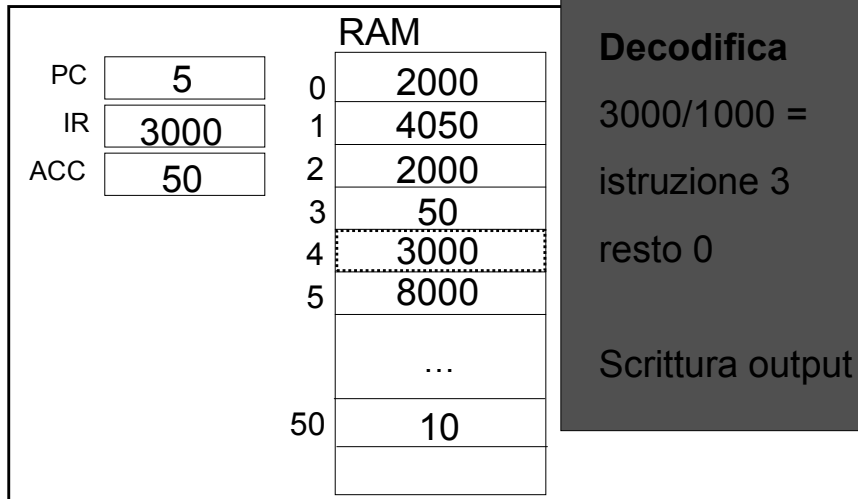 RAM
PC 5
IR 3000
ACC 50
0 2000
1 4050
2 2000
3 50
4 3000
5 8000
...
50 10
Decodifica
3000/1000 =
istruzione 3
resto 0
Scrittura output